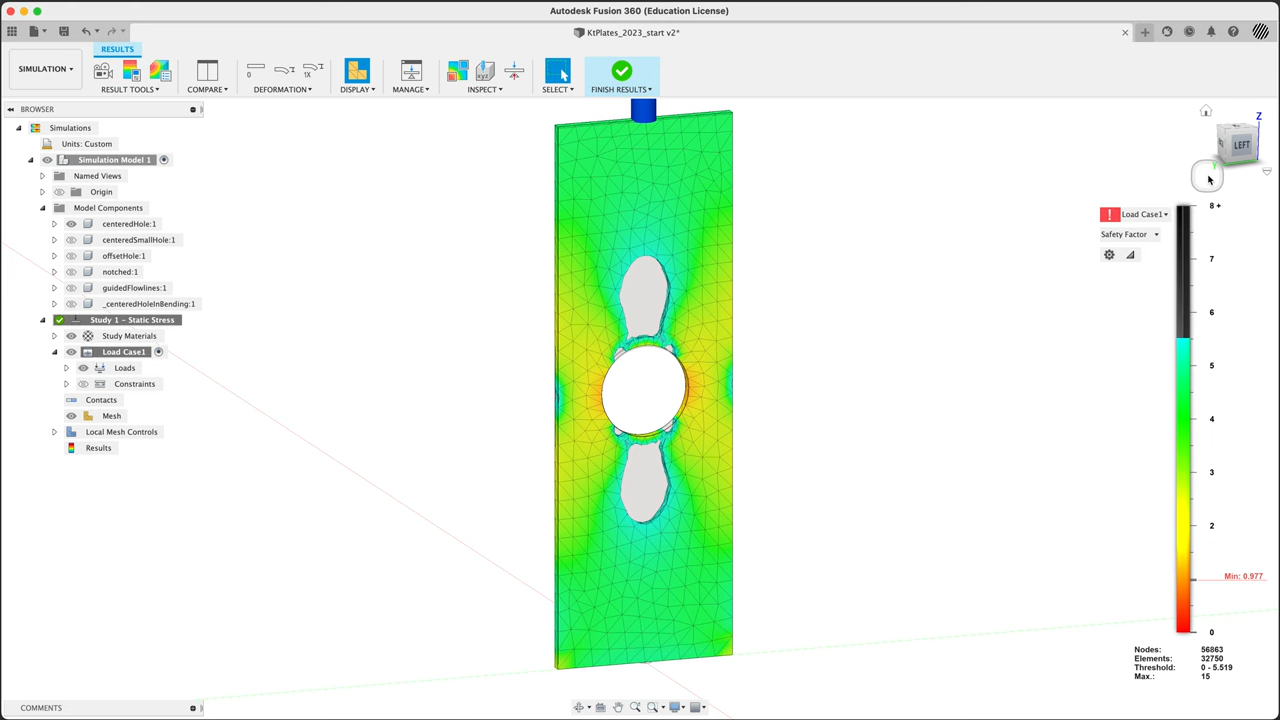 Autodesk Fusion 360 (Education License)
KtPlates_2023_start v2*
RESULTS
SIMULATION
RESULT TOOLS
COMPARE
1X
DEFORMATION
DISPLAY
MANAGE
xyz
INSPECT
SELECT
FINISH RESULTS
BROWSER
Simulations
Units: Custom
Simulation Model 1
Named Views
Origin
Model Components
centeredHole:1
centeredSmallHole:1
offsetHole:1
notched:1
guidedFlowlines:1
_centeredHoleInBending:1
Study 1 - Static Stress
Study Materials
Load Case1
Loads
Constraints
Contacts
Mesh
Local Mesh Controls
Results
COMMENTS
Z
LEFT
Y
Load Case1
Safety Factor
8 +
7
6
5
4
3
2
Min: 0.977
0
Nodes: 56863
Elements: 32750
Threshold: 0 - 5.519
Max.: 15